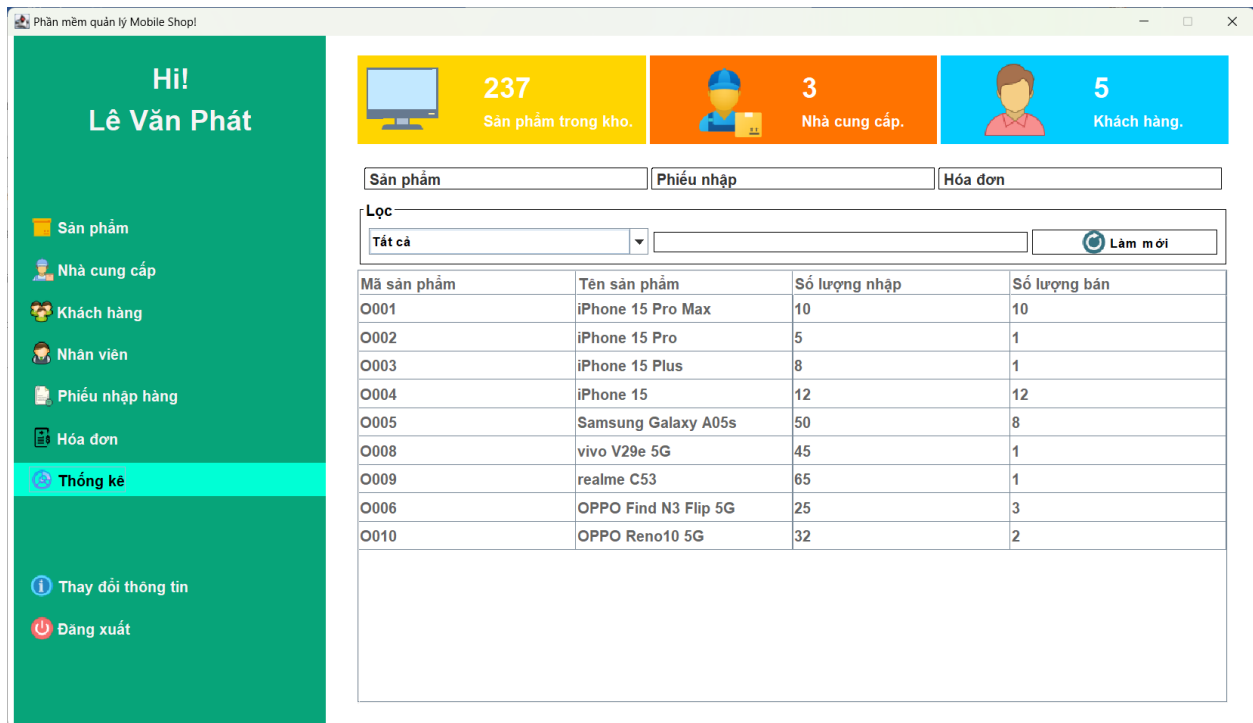 Phần mềm quản lý Mobile Shop!
Hi!
Lê Văn Phát
Sản phẩm
Nhà cung cấp
Khách hàng
Nhân viên
Phiếu nhập hàng
Hóa đơn
Thống kê
Thay đổi thông tin
Đăng xuất
237
Sản phẩm trong kho.
3
Nhà cung cấp.
5
Khách hàng.
Sản phẩm Phiếu nhập Hóa đơn
Lọc
Tất cả Làm mới
Mã sản phẩm Tên sản phẩm Số lượng nhập Số lượng bán
O001 iPhone 15 Pro Max 10 10
O002 iPhone 15 Pro 5 1
O003 iPhone 15 Plus 8 1
O004 iPhone 15 12 12
O005 Samsung Galaxy A05s 50 8
O008 vivo V29e 5G 45 1
O009 realme C53 65 1
O006 OPPO Find N3 Flip 5G 25 3
O010 OPPO Reno10 5G 32 2